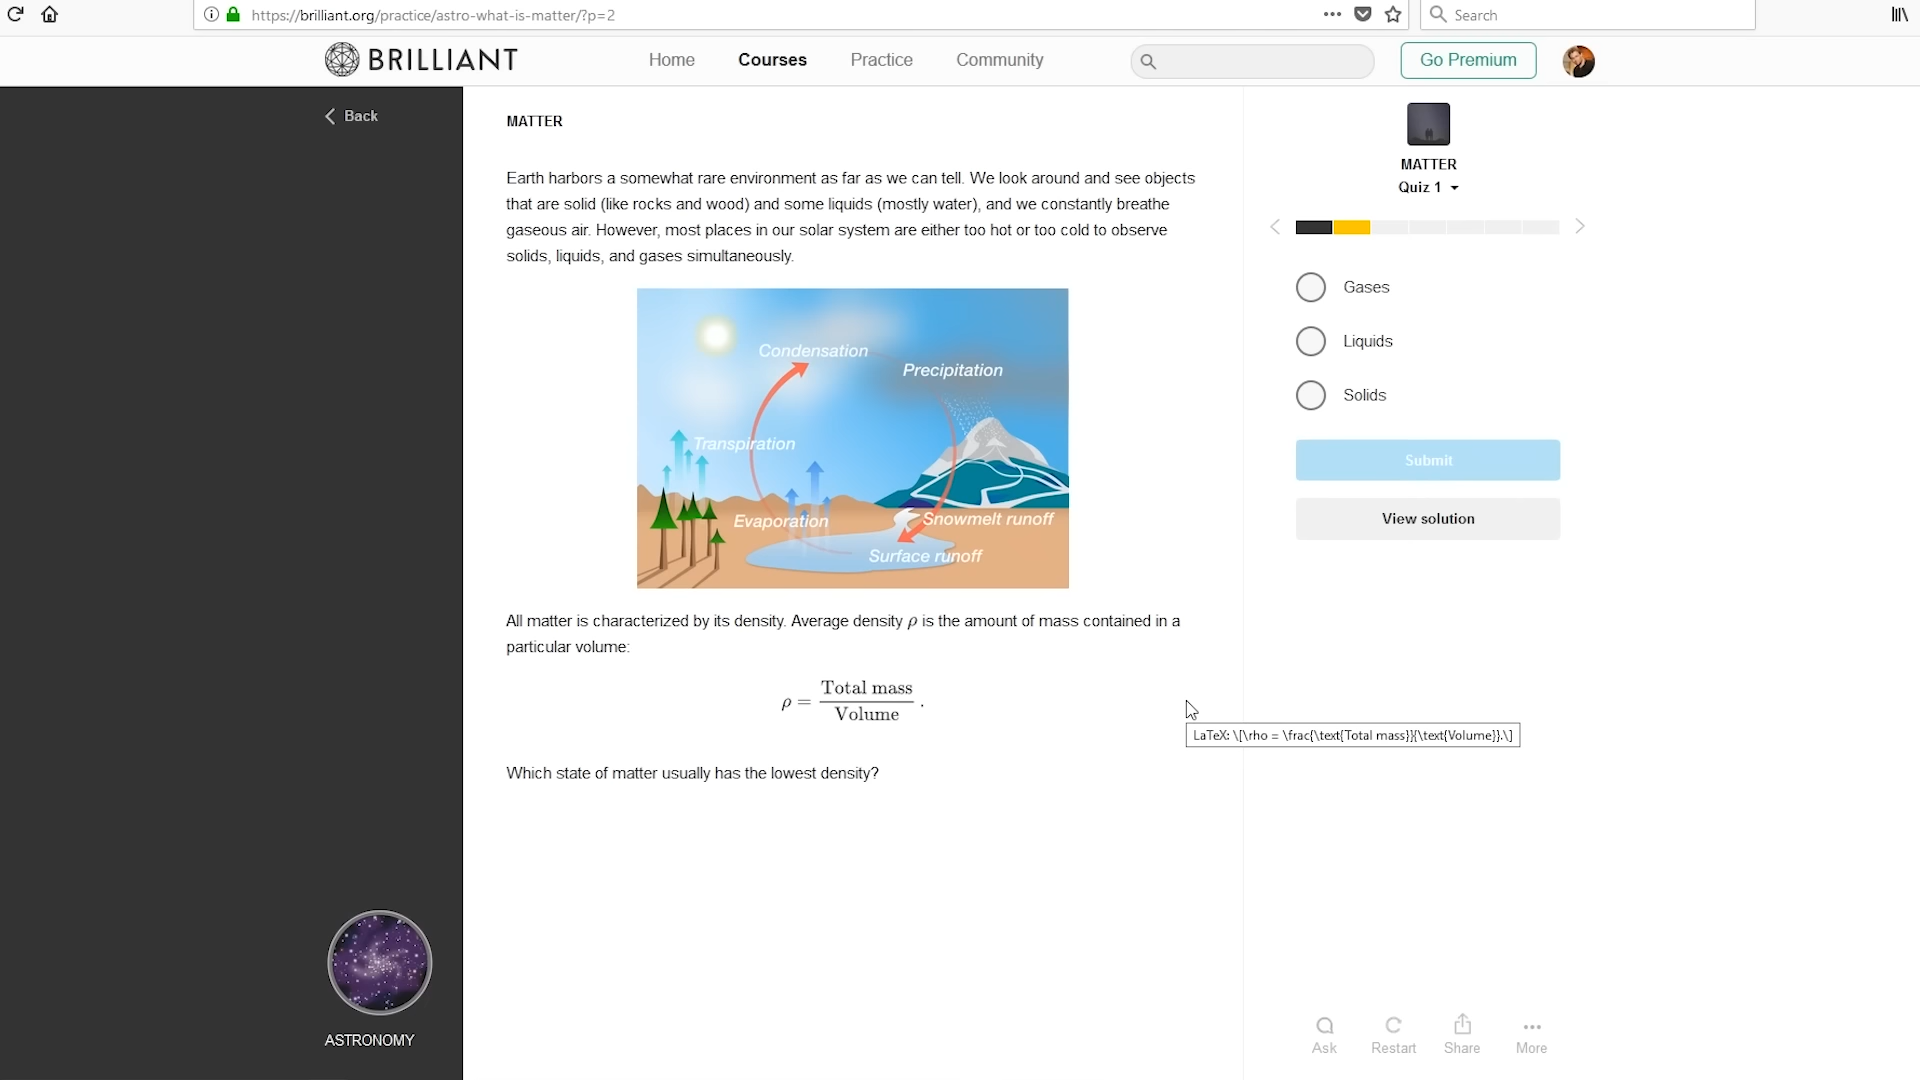 https://brilliant.org/practice/astro-what-is-matter/?p=2
Search
BRILLIANT
Home
Courses
Practice
Community
Go Premium
Back
MATTER
Earth harbors a somewhat rare environment as far as we can tell. We look around and see objects
that are solid (like rocks and wood) and some liquids (mostly water), and we constantly breathe
gaseous air. However, most places in our solar system are either too hot or too cold to observe
solids, liquids, and gases simultaneously.
Condensation
Precipitation
Transpiration
Evaporation
Snowmelt runoff
Surface runoff
All matter is characterized by its density. Average density ρ is the amount of mass contained in a
particular volume:
ρ = Total mass / Volume .
Which state of matter usually has the lowest density?
LaTeX: \[\rho = \frac{\text{Total mass}}{\text{Volume}}.\]
MATTER
Quiz 1
Gases
Liquids
Solids
Submit
View solution
ASTRONOMY
Ask
Restart
Share
More